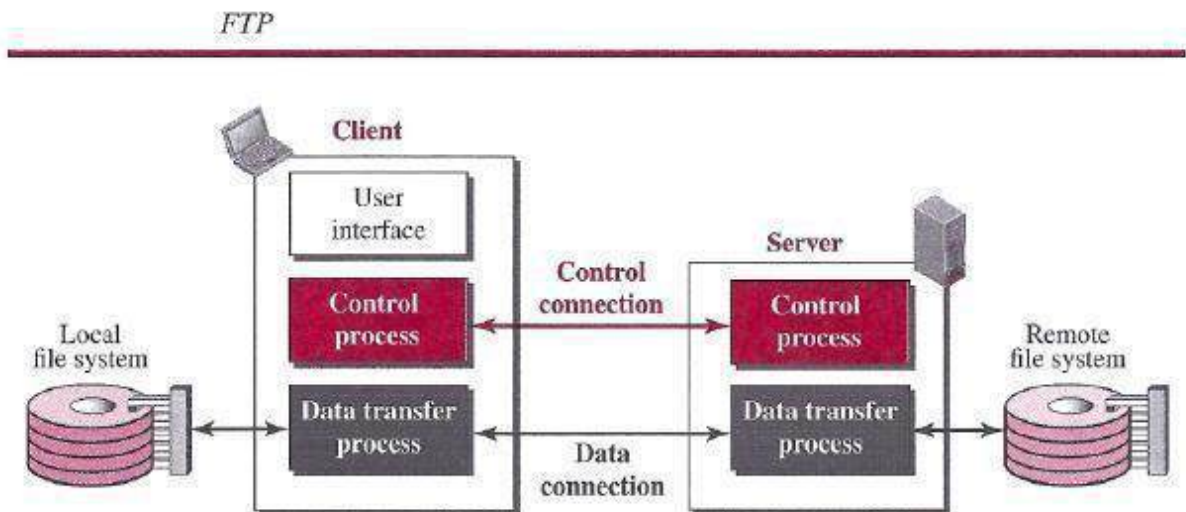 FTP
Client
User
interface
Server
Control
connection
Control
process
Control
process
Local
file system
Remote
file system
Data transfer
process
Data transfer
process
Data
connection